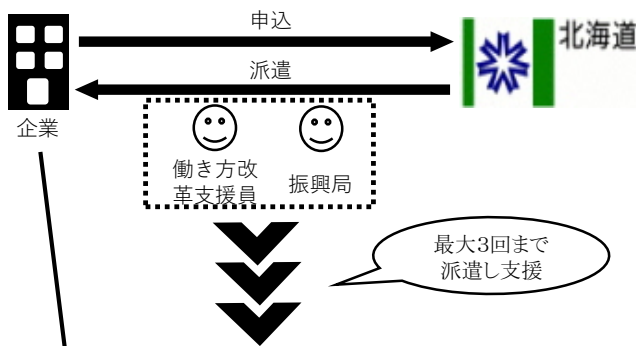 申込
北海道
派遣
企業
働き方改
革支援員
振興局
最大3回まで
派遣し支援